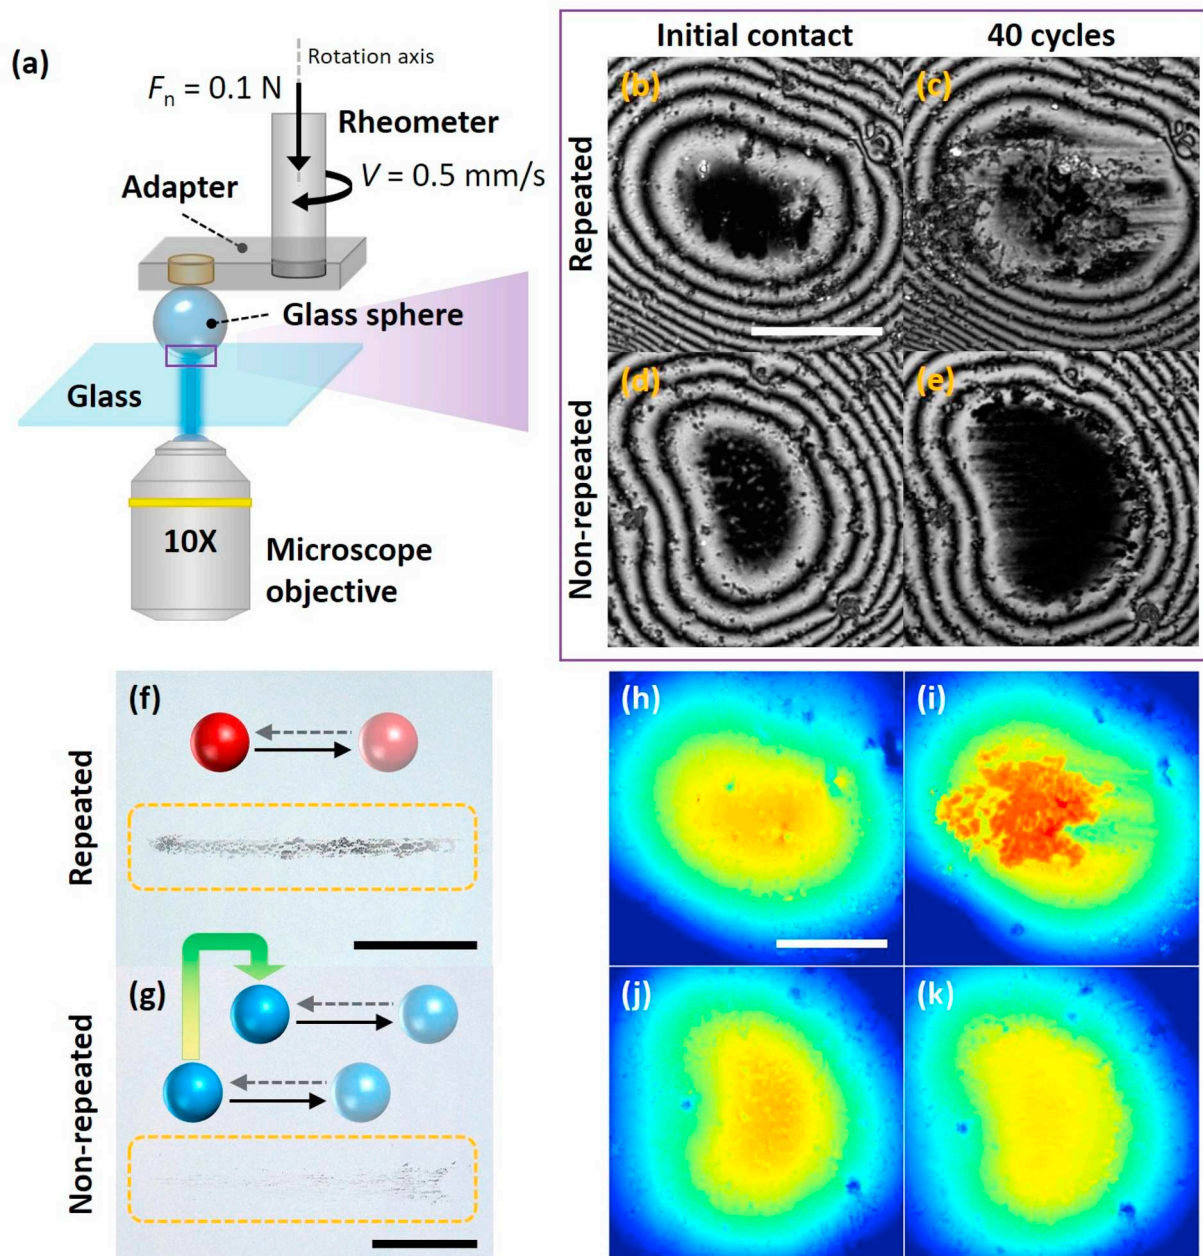 (a)
Rotation axis
Fn = 0.1 N
Rheometer
V = 0.5 mm/s
Adapter
Glass sphere
Glass
10X
Microscope
objective
Initial contact
40 cycles
Repeated
(b)
(c)
Non-repeated
(d)
(e)
Repeated
(f)
Non-repeated
(g)
(h)
(i)
(j)
(k)